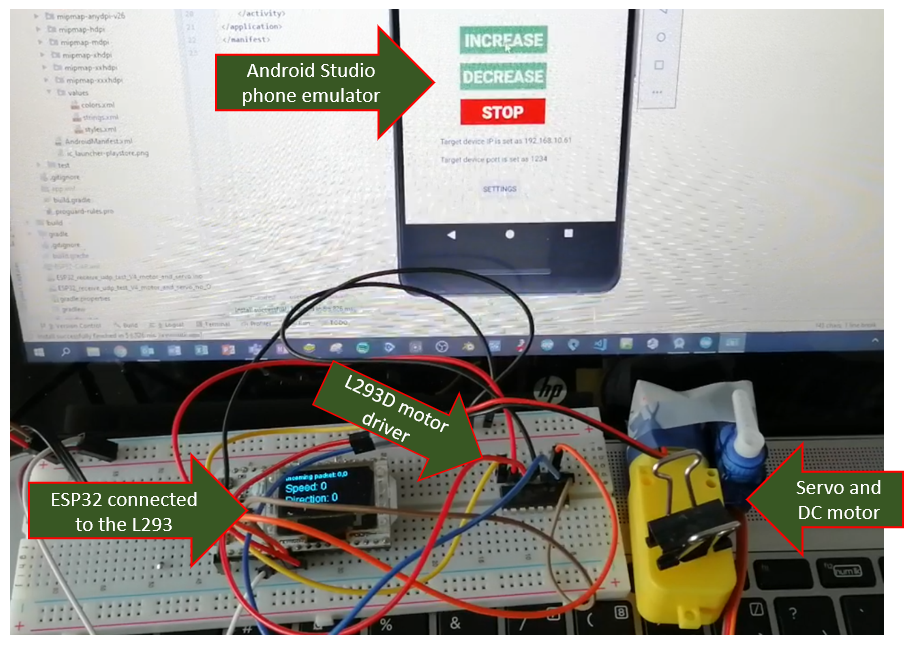 mipmap-anydpi-v26
mipmap-hdpi
mipmap-mdpi
mipmap-xhdpi
mipmap-xxhdpi
mipmap-xxxhdpi
values
colors.xml
strings.xml
styles.xml
AndroidManifest.xml
ic_launcher-playstore.png
test
.gitignore
build.gradle
proguard-rules.pro
build
gradle
.gitignore
build.gradle
gradle.properties
gradlew
20
21
22
</activity>
</application>
</manifest>
INCREASE
DECREASE
STOP
Target device IP is set as 192.168.10.61
Target device port is set as 1234
SETTINGS
Android Studio
phone emulator
Terminal
hp
L293D motor
driver
Incoming packet: 0,0
Speed: 0
Direction: 0
ESP32 connected
to the L293
Servo and
DC motor
num
%
&
/
(
B
?